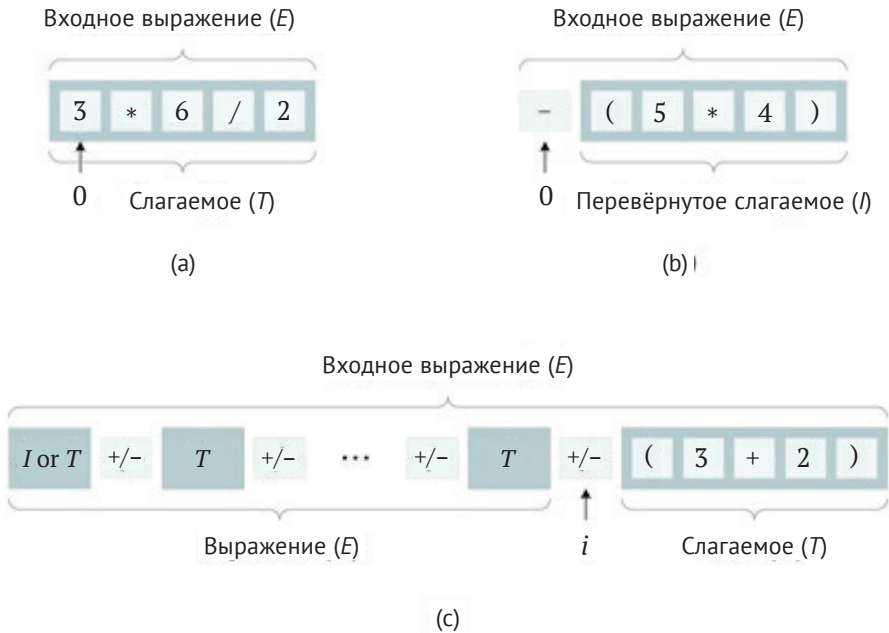 Входное выражение (E) Входное выражение (E)
3 * 6 / 2 – ( 5 * 4 )
0 Слагаемое (T) 0 Перевёрнутое слагаемое (I)
(a) (b)
Входное выражение (E)
I or T +/– T +/– ··· +/– T +/– ( 3 + 2 )
Выражение (E) i Слагаемое (T)
(c)